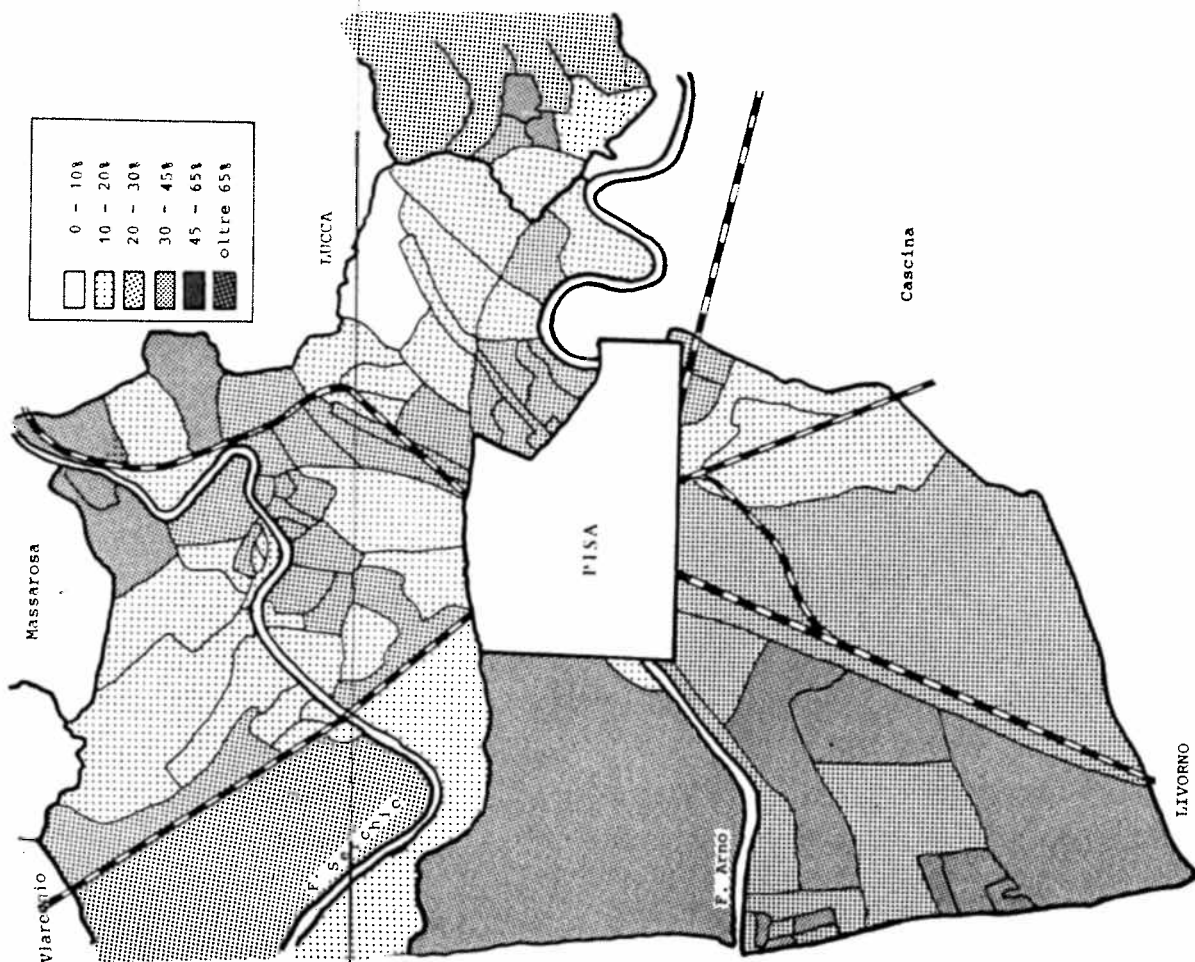 0 - 10%
10 - 20%
20 - 30%
30 - 45%
45 - 65%
oltre 65%
LUCCA
Massarosa
Viareggio
F. Serchio
PISA
Cascina
F. Arno
LIVORNO